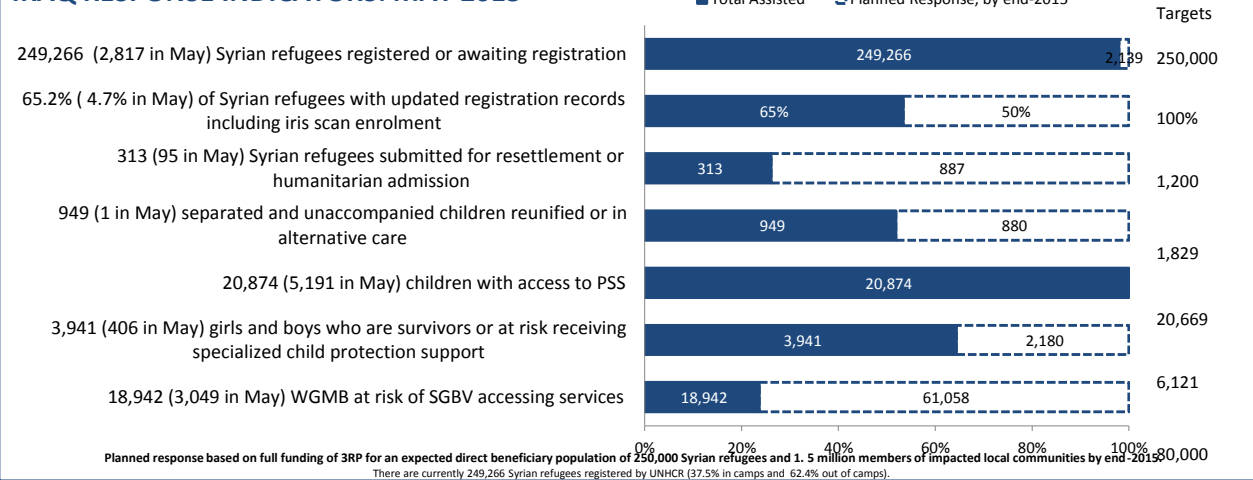 Total Assisted Planned Response, by end-2015
Targets
249,266 (2,817 in May) Syrian refugees registered or awaiting registration
249,266
2,139
250,000
65.2% ( 4.7% in May) of Syrian refugees with updated registration records
including iris scan enrolment
65%
50%
100%
313 (95 in May) Syrian refugees submitted for resettlement or
humanitarian admission
313
887
1,200
949 (1 in May) separated and unaccompanied children reunified or in
alternative care
949
880
1,829
20,874 (5,191 in May) children with access to PSS
20,874
20,669
3,941 (406 in May) girls and boys who are survivors or at risk receiving
specialized child protection support
3,941
2,180
6,121
18,942 (3,049 in May) WGMB at risk of SGBV accessing services
18,942
61,058
80,000
0% 20% 40% 60% 80% 100%
Planned response based on full funding of 3RP for an expected direct beneficiary population of 250,000 Syrian refugees and 1. 5 million members of impacted local communities by end -2015.
There are currently 249,266 Syrian refugees registered by UNHCR (37.5% in camps and 62.4% out of camps).